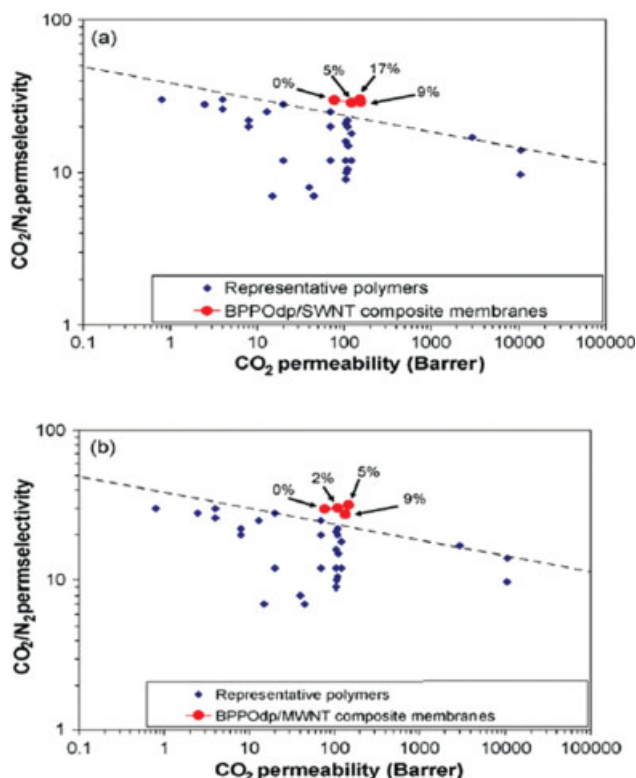 100
(a)
5%
17%
0%
9%
CO2/N2 permselectivity
10
Representative polymers
BPPOdp/SWNT composite membranes
1
0.1 1 10 100 1000 10000 100000
CO2 permeability (Barrer)
100
(b)
5%
2%
0%
9%
CO2/N2 permselectivity
10
Representative polymers
BPPOdp/MWNT composite membranes
1
0.1 1 10 100 1000 10000 100000
CO2 permeability (Barrer)